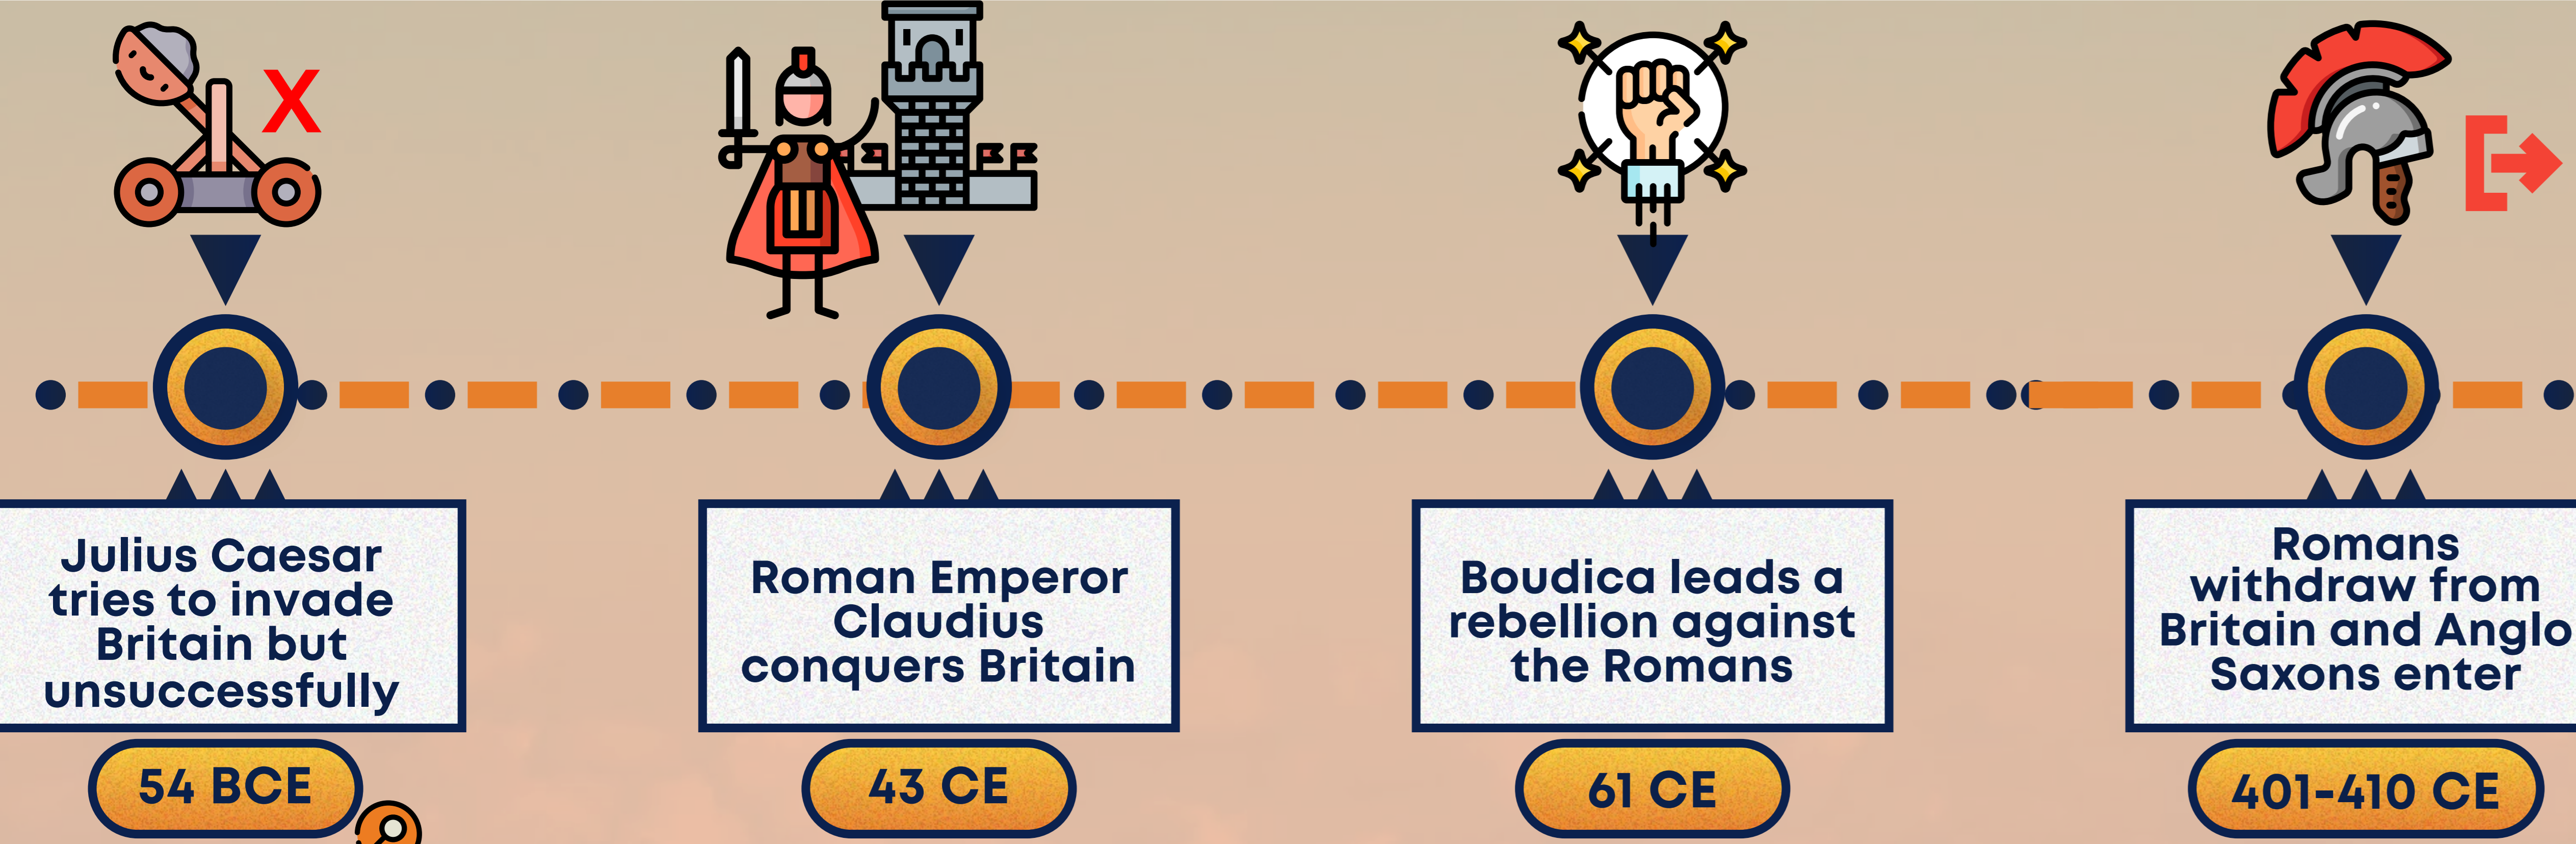 X
Julius Caesar
tries to invade
Britain but
unsuccessfully
54 BCE
Roman Emperor
Claudius
conquers Britain
43 CE
Boudica leads a
rebellion against
the Romans
61 CE
Romans
withdraw from
Britain and Anglo
Saxons enter
401-410 CE